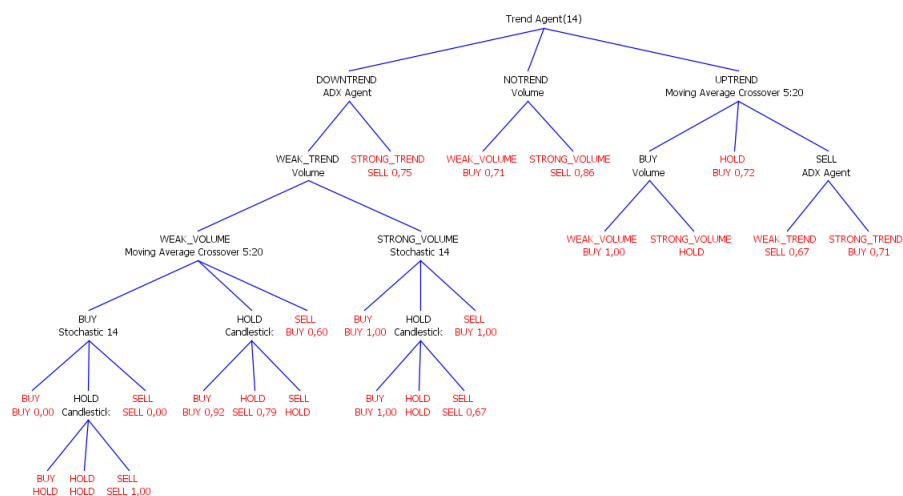 Trend Agent(14)
DOWNTREND
ADX Agent
NOTREND
Volume
UPTREND
Moving Average Crossover 5:20
WEAK_TREND
Volume
STRONG_TREND
SELL 0,75
WEAK_VOLUME
BUY 0,71
STRONG_VOLUME
SELL 0,86
BUY
Volume
HOLD
BUY 0,72
SELL
ADX Agent
WEAK_VOLUME
Moving Average Crossover 5:20
STRONG_VOLUME
Stochastic 14
WEAK_VOLUME
BUY 1,00
STRONG_VOLUME
HOLD
WEAK_TREND
SELL 0,67
STRONG_TREND
BUY 0,71
BUY
Stochastic 14
HOLD
Candlestick
SELL
BUY 0,60
BUY
BUY 1,00
HOLD
Candlestick
SELL
BUY 1,00
BUY
BUY 0,00
HOLD
Candlestick
SELL
SELL 0,00
BUY
BUY 0,92
HOLD
SELL 0,79
SELL
HOLD
BUY
BUY 1,00
HOLD
HOLD
SELL
SELL 0,67
BUY
HOLD
HOLD
HOLD
SELL
SELL 1,00